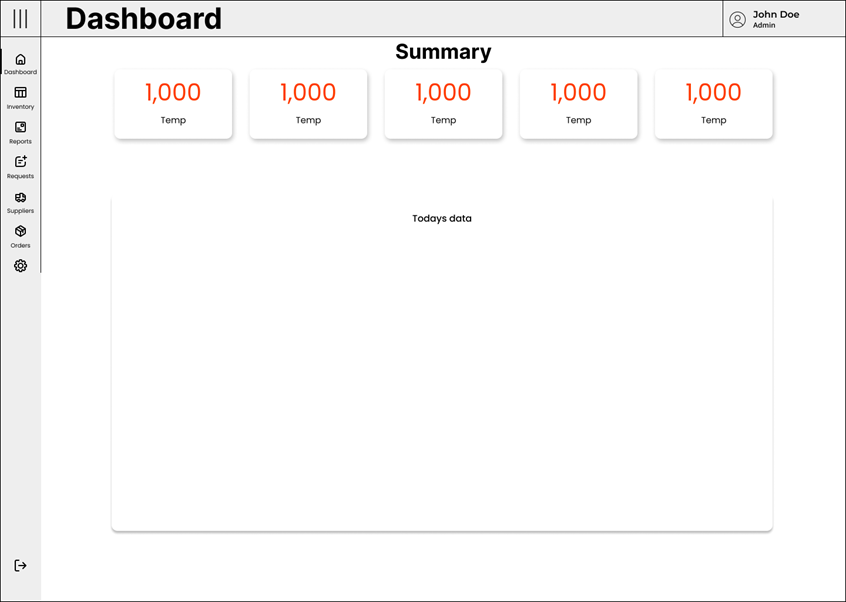 Dashboard
John Doe
Admin
Dashboard
Inventory
Reports
Requests
Suppliers
Orders
Summary
1,000
Temp
1,000
Temp
1,000
Temp
1,000
Temp
1,000
Temp
Todays data